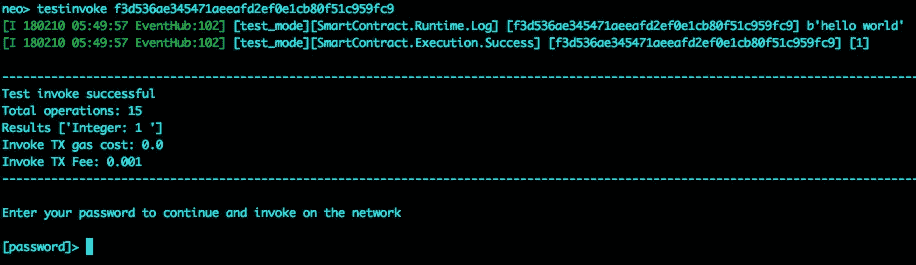 neo> testinvoke f3d536ae345471aeeafd2ef0e1cb80f51c959fc9
[I 180210 05:49:57 EventHub:102] [test_mode][SmartContract.Runtime.Log] [f3d536ae345471aeeafd2ef0e1cb80f51c959fc9] b'hello world'
[I 180210 05:49:57 EventHub:102] [test_mode][SmartContract.Execution.Success] [f3d536ae345471aeeafd2ef0e1cb80f51c959fc9] [1]
Test invoke successful
Total operations: 15
Results ['Integer: 1 ']
Invoke TX gas cost: 0.0
Invoke TX Fee: 0.001
Enter your password to continue and invoke on the network
[password]>